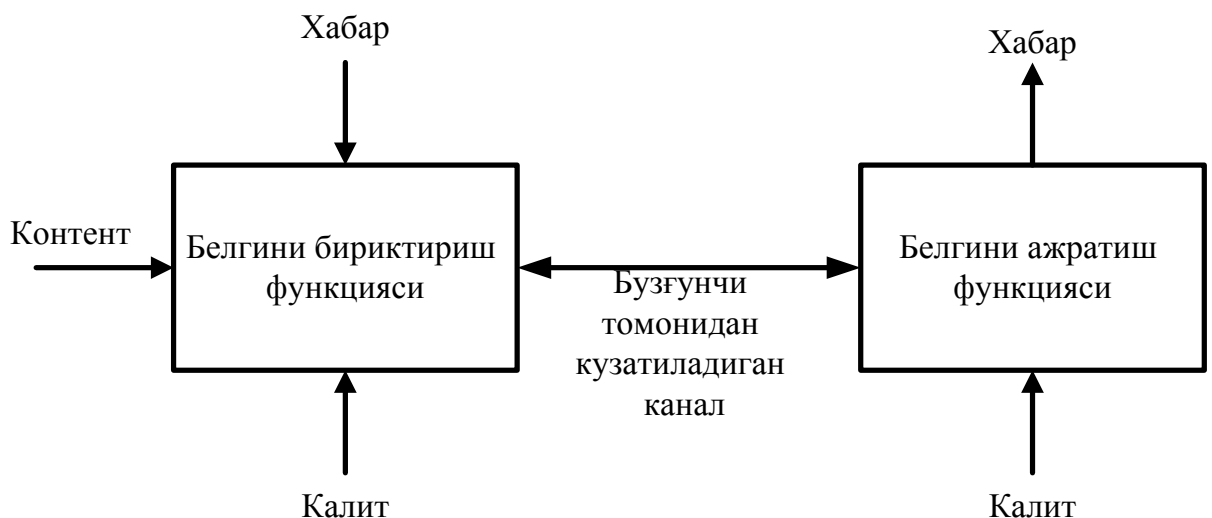 Хабар
Хабар
Контент
Белгини бириктириш
функцияси
Бузғунчи
томонидан
кузатиладиган
канал
Белгини ажратиш
функцияси
Калит
Калит